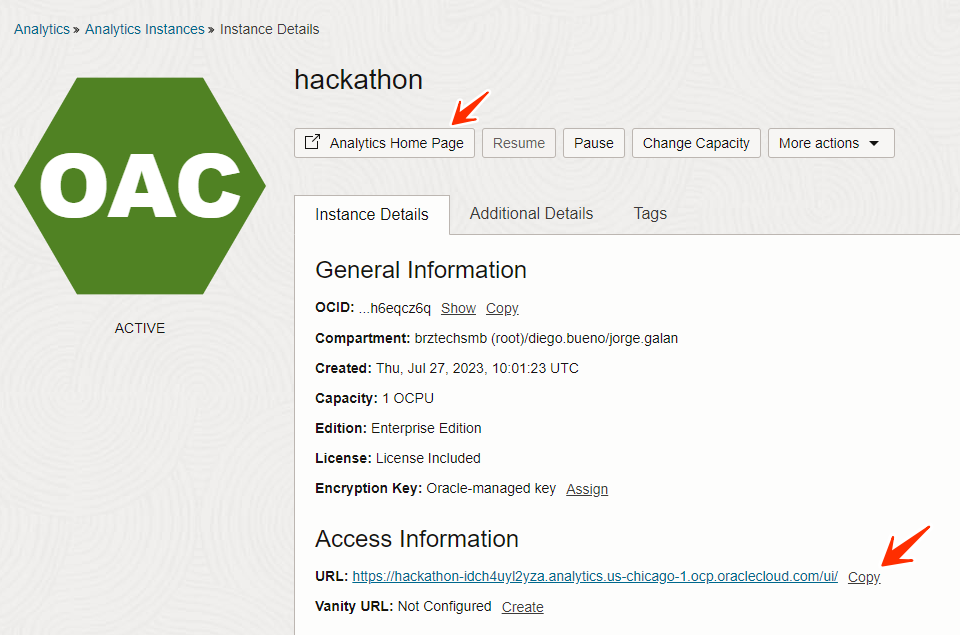 Analytics » Analytics Instances » Instance Details
OAC
ACTIVE
hackathon
Analytics Home Page Resume Pause Change Capacity More actions
Instance Details Additional Details Tags
General Information
OCID: ...h6eqcz6q Show Copy
Compartment: brztechsmb (root)/diego.bueno/jorge.galan
Created: Thu, Jul 27, 2023, 10:01:23 UTC
Capacity: 1 OCPU
Edition: Enterprise Edition
License: License Included
Encryption Key: Oracle-managed key Assign
Access Information
URL: https://hackathon-idch4uyl2yza.analytics.us-chicago-1.ocp.oraclecloud.com/ui/ Copy
Vanity URL: Not Configured Create